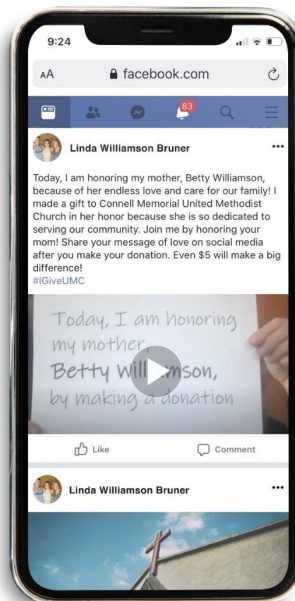 9:24
AA facebook.com
83
Linda Williamson Bruner
Today, I am honoring my mother, Betty Williamson,
because of her endless love and care for our family! I
made a gift to Connell Memorial United Methodist
Church in her honor because she is so dedicated to
serving our community. Join me by honoring your
mom! Share your message of love on social media
after you make your donation. Even $5 will make a big
difference!
#IGiveUMC
Today, I am honoring
my mother,
Betty Williamson,
by making a donation
Like Comment
Linda Williamson Bruner